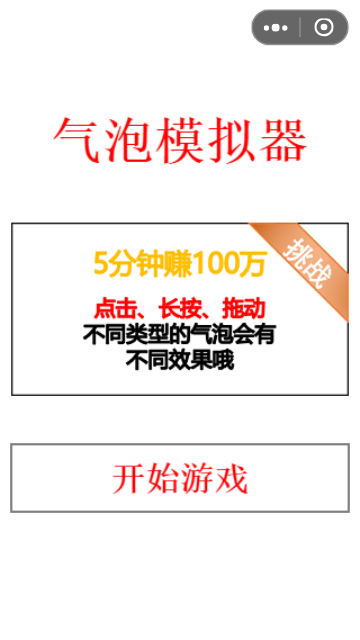 气泡模拟器
挑战
5分钟赚100万
点击、长按、拖动
不同类型的气泡会有
不同效果哦
开始游戏